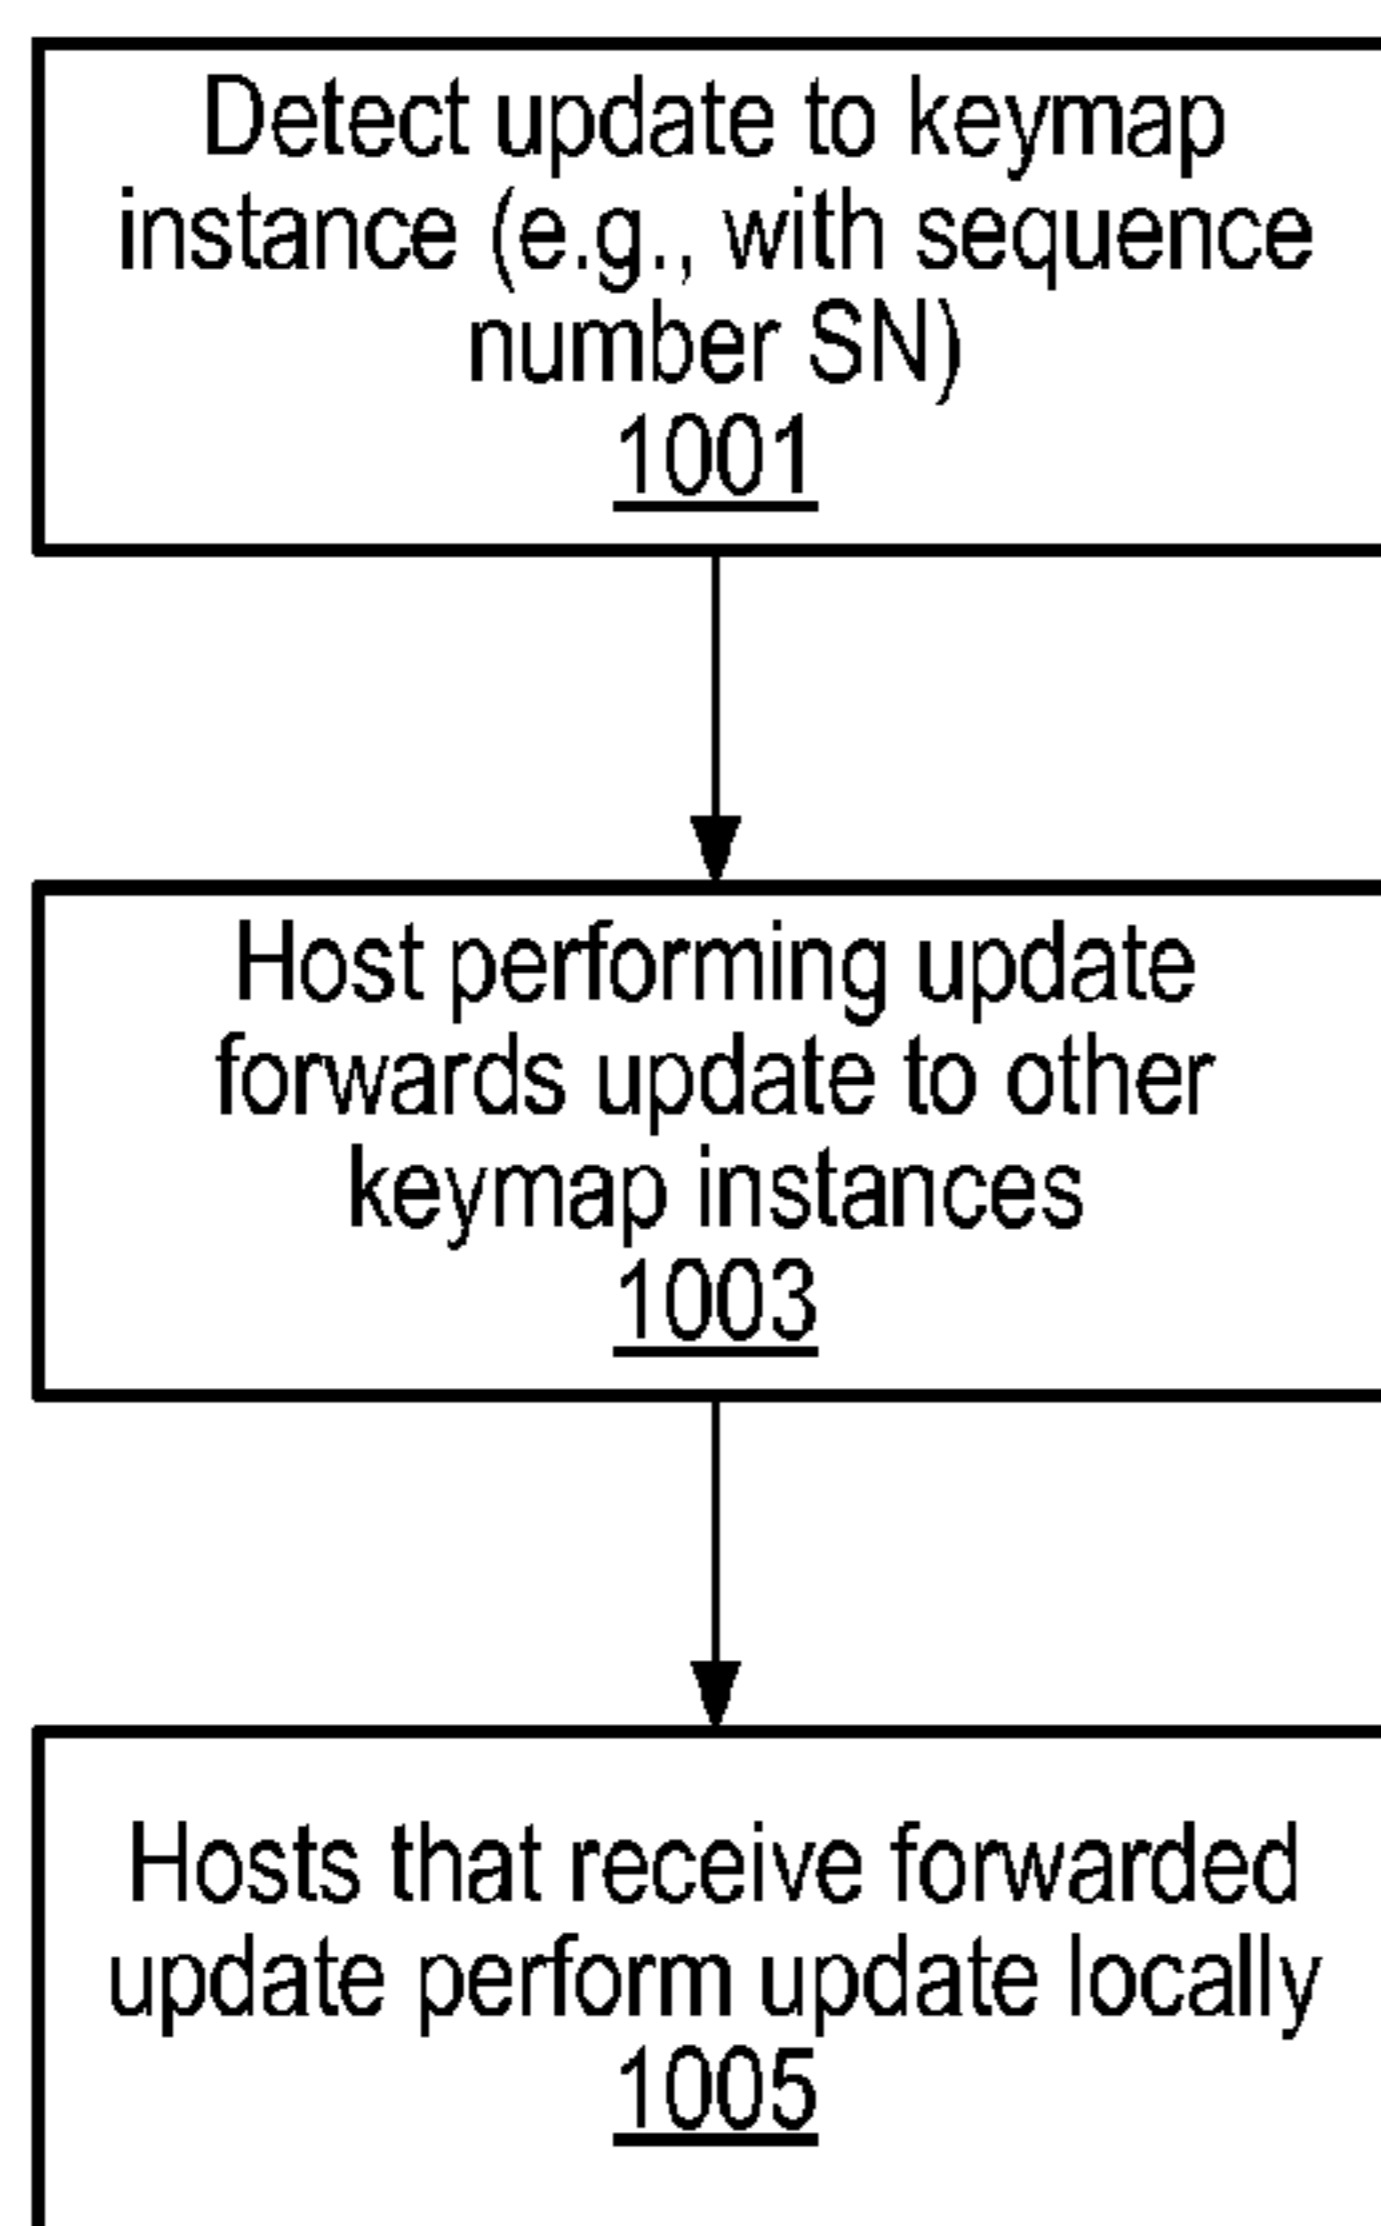 Detect update to keymap
instance (e.g., with sequence
number SN)
1001
Host performing update
forwards update to other
keymap instances
1003
Hosts that receive forwarded
update perform update locally
1005